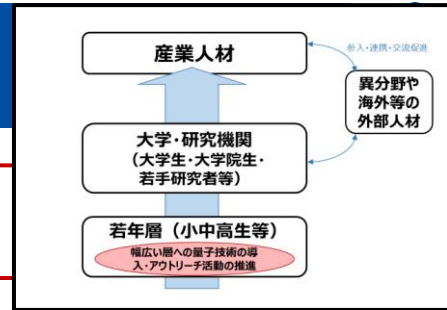 産業人材
参入・連携・交流促進
異分野や
海外等の
外部人材
大学・研究機関
（大学生・大学院生・
若手研究者等）
若年層（小中高生等）
幅広い層への量子技術の導
入・アウトリーチ活動の推進